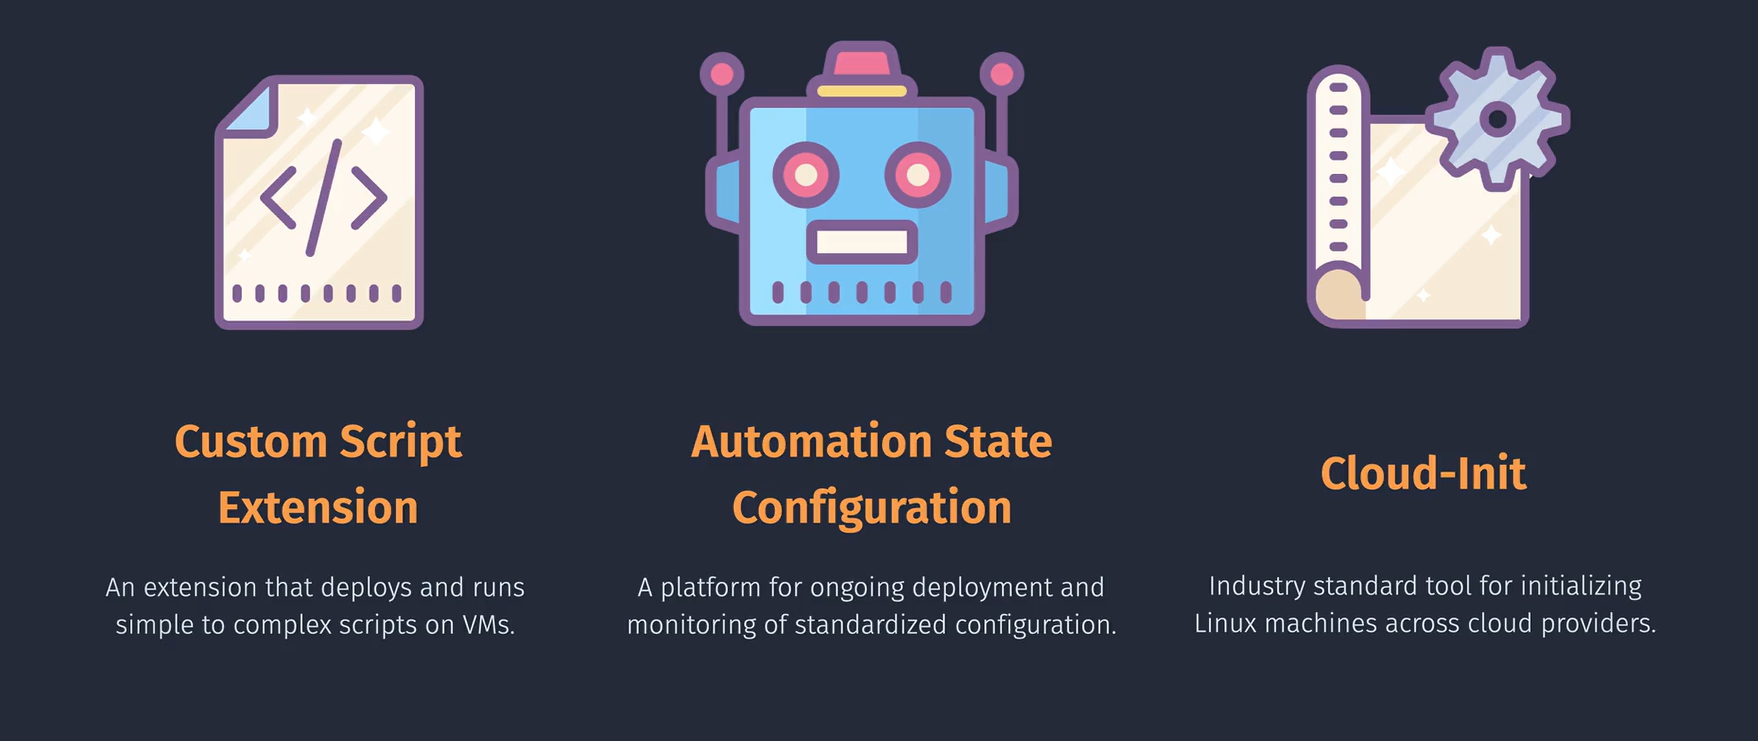 Custom Script
Extension
An extension that deploys and runs
simple to complex scripts on VMs.
Automation State
Configuration
A platform for ongoing deployment and
monitoring of standardized configuration.
Cloud-Init
Industry standard tool for initializing
Linux machines across cloud providers.